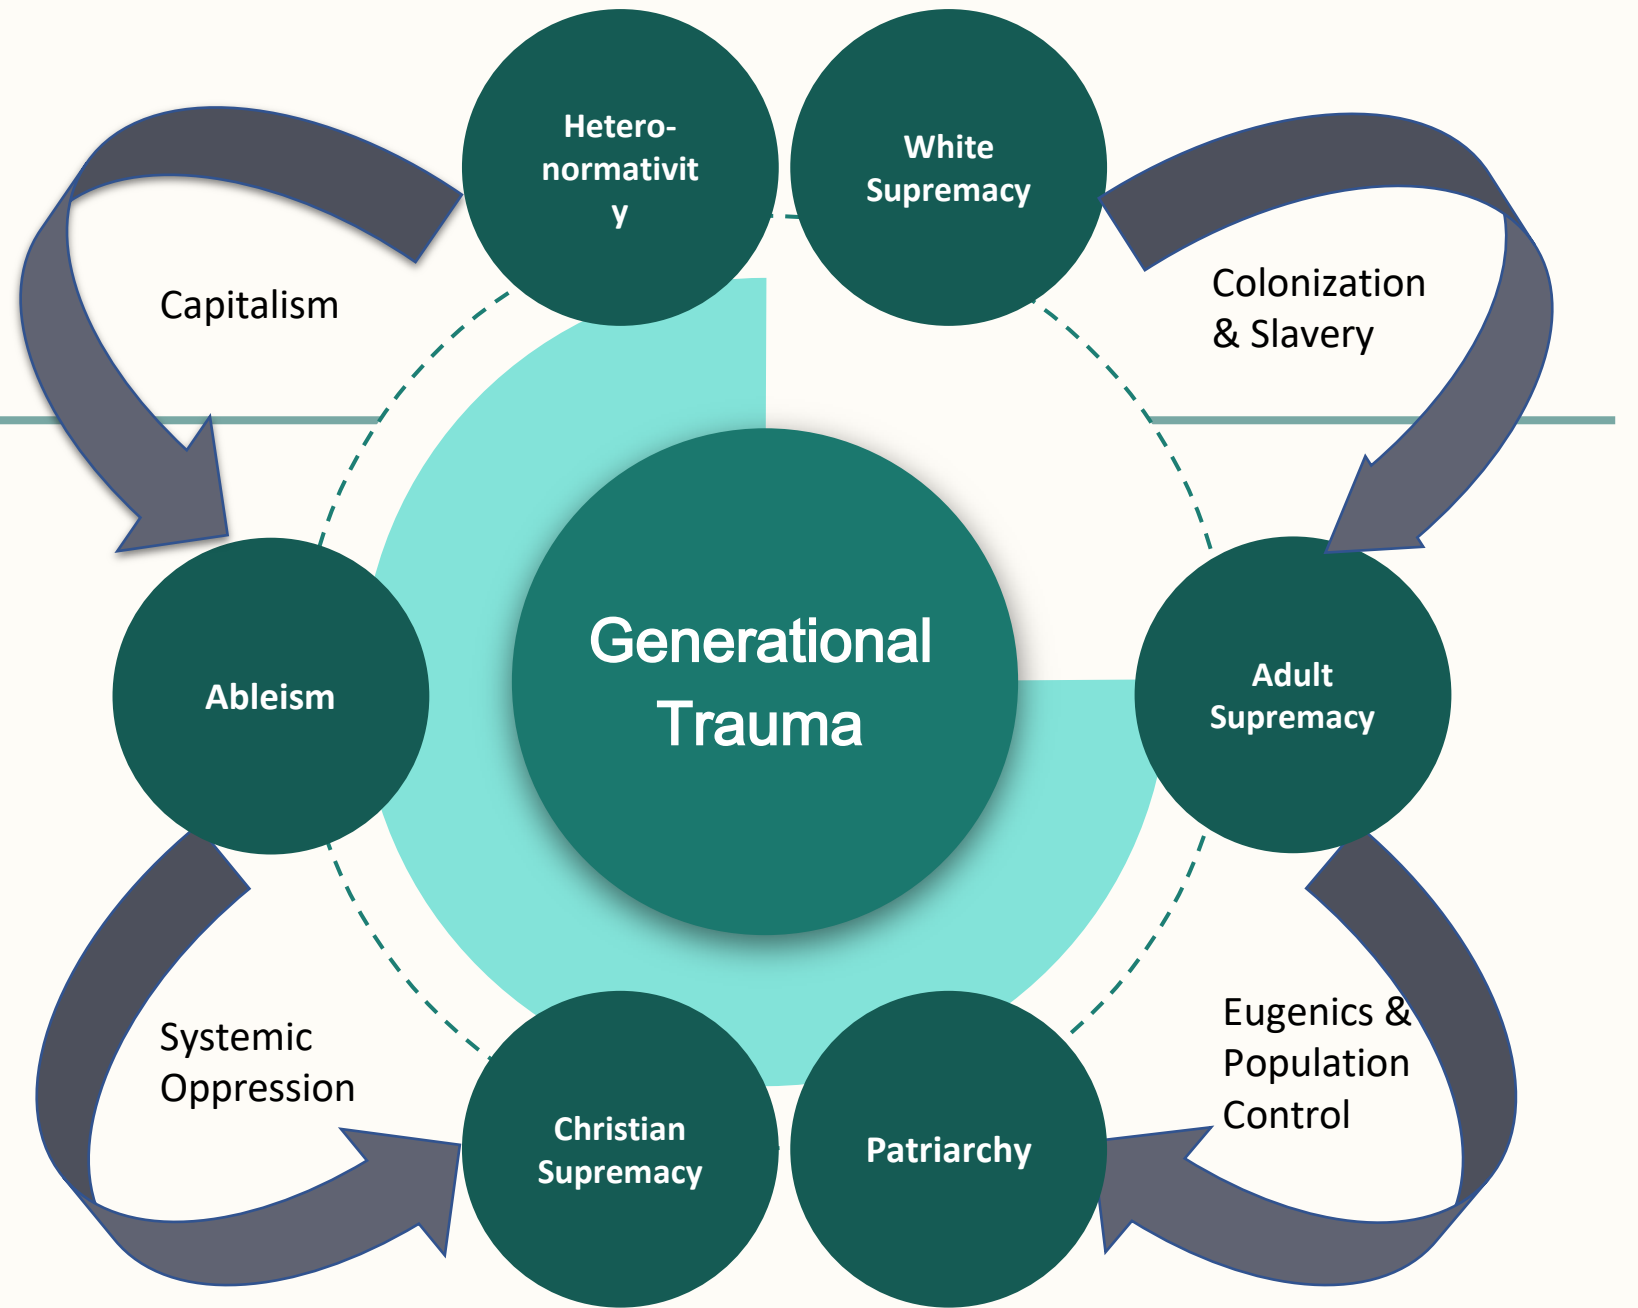 Hetero-
normativit
y
White
Supremacy
Capitalism
Colonization
& Slavery
Generational
Trauma
Ableism
Adult
Supremacy
Systemic
Oppression
Eugenics &
Population
Control
Christian
Supremacy
Patriarchy